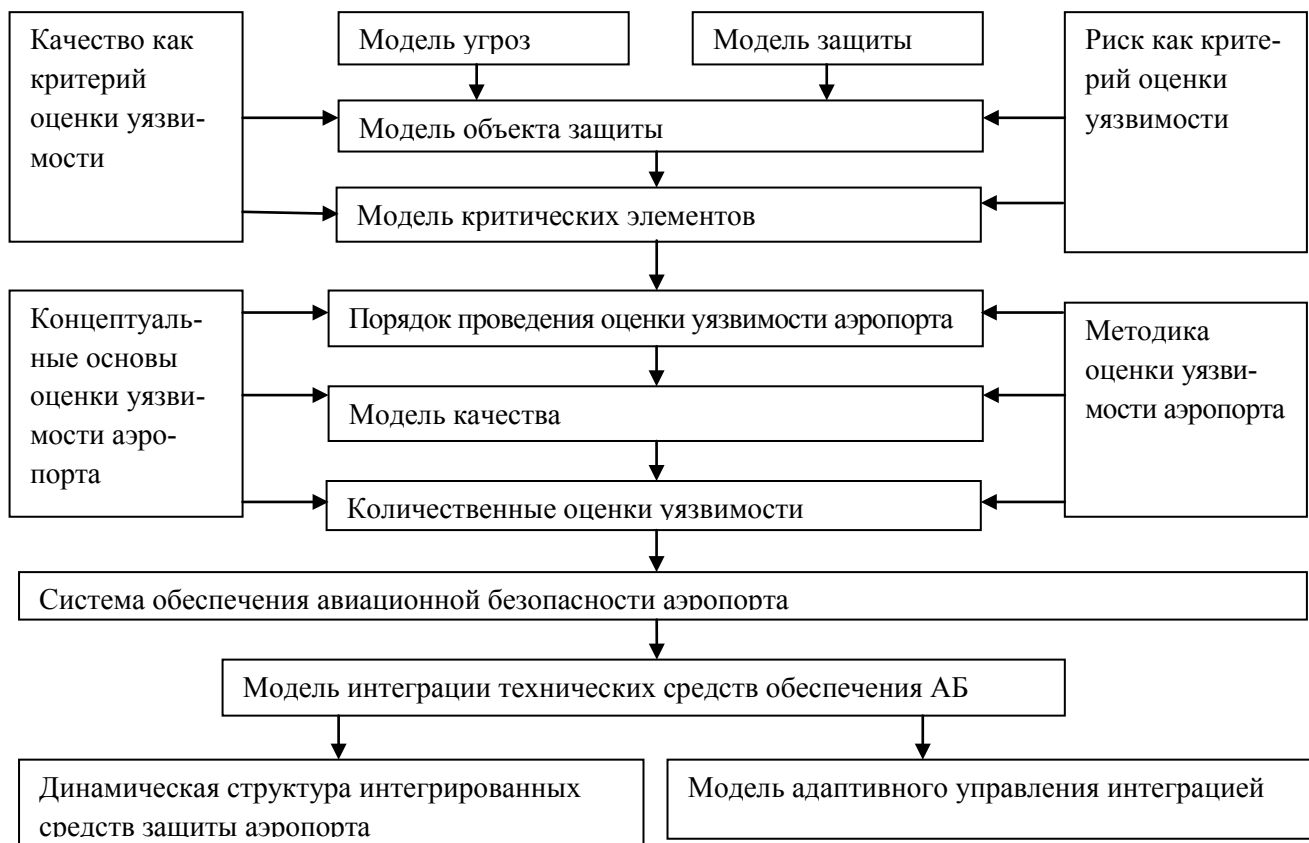 Качество как
критерий
оценки уязви-
мости
Модель угроз
Модель защиты
Риск как крите-
рий оценки
уязвимости
Модель объекта защиты
Модель критических элементов
Концептуаль-
ные основы
оценки уязви-
мости аэро-
порта
Порядок проведения оценки уязвимости аэропорта
Модель качества
Количественные оценки уязвимости
Методика
оценки уязви-
мости аэропорта
Система обеспечения авиационной безопасности аэропорта
Модель интеграции технических средств обеспечения АБ
Динамическая структура интегрированных
средств защиты аэропорта
Модель адаптивного управления интеграцией